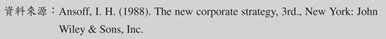 資料來源：Ansoff, I. H. (1988). The new corporate strategy, 3rd., New York: John
Wiley & Sons, Inc.